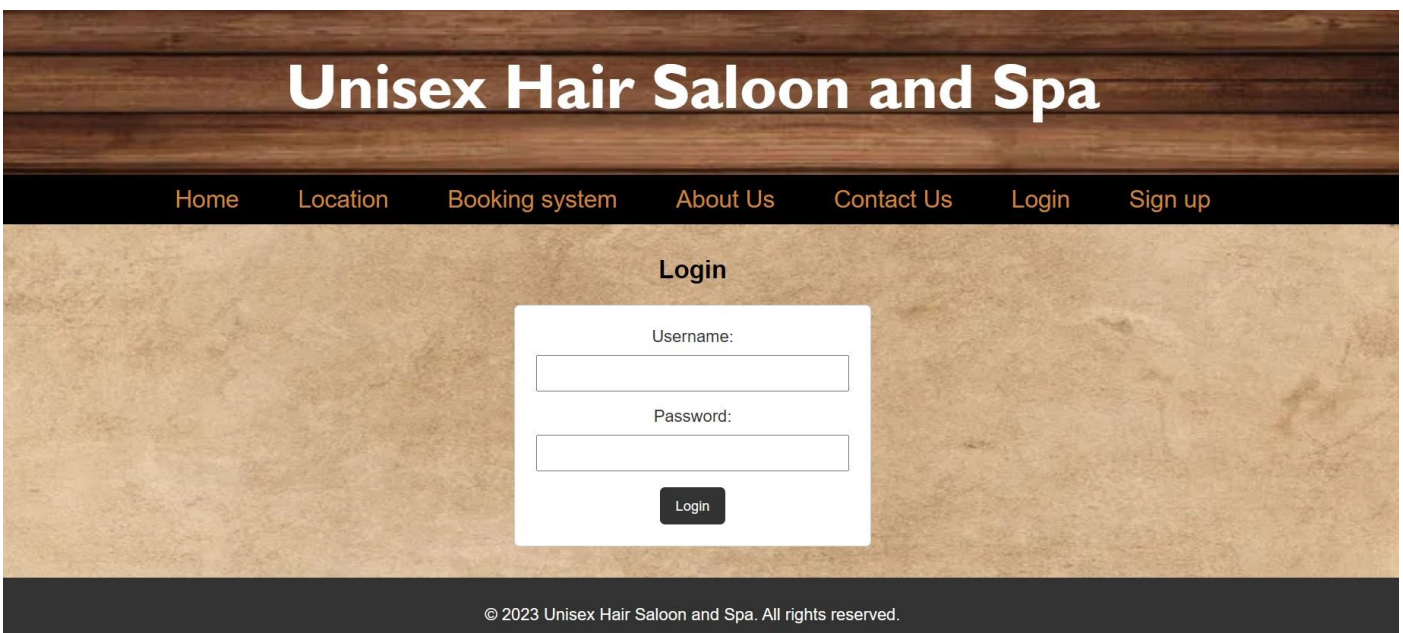 Unisex Hair Saloon and Spa
Home Location Booking system About Us Contact Us Login Sign up
Login
Username:
Password:
Login
© 2023 Unisex Hair Saloon and Spa. All rights reserved.